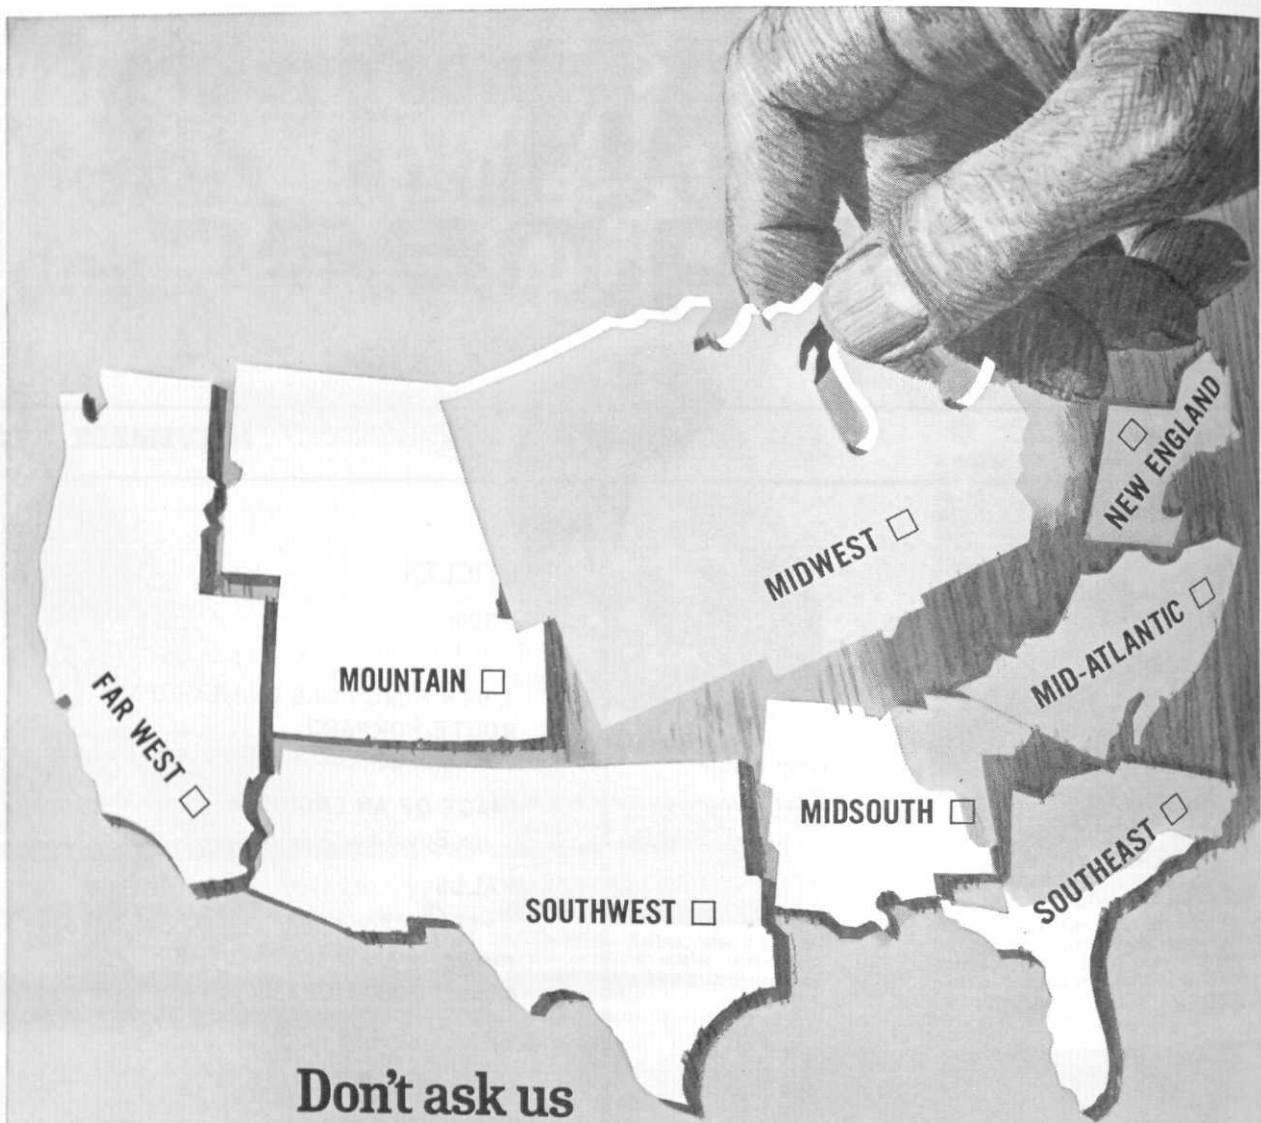 NEW ENGLAND
MIDWEST
MID-ATLANTIC
MOUNTAIN
FAR WEST
MIDSOUTH
SOUTHEAST
SOUTHWEST
Don't ask us